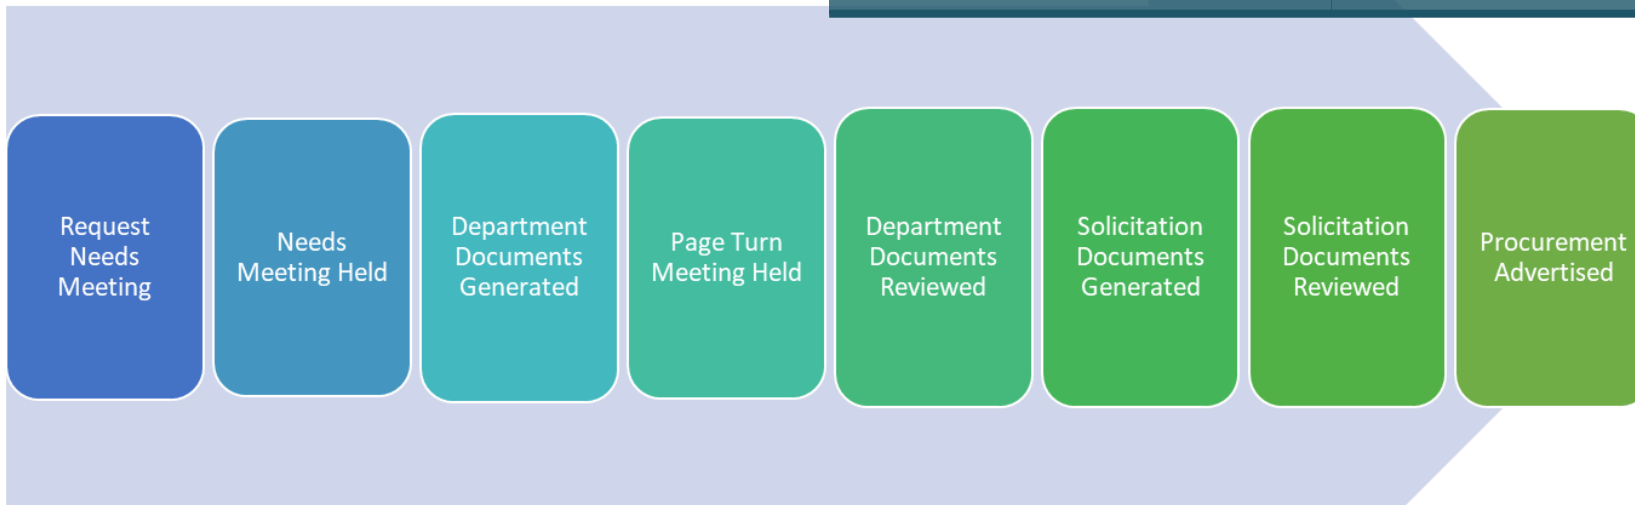 Request
Needs
Meeting
Needs
Meeting Held
Department
Documents
Generated
Page Turn
Meeting Held
Department
Documents
Reviewed
Solicitation
Documents
Generated
Solicitation
Documents
Reviewed
Procurement
Advertised